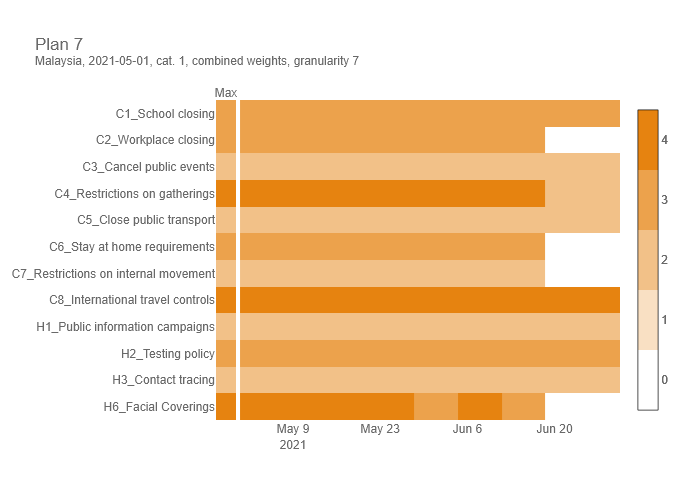 Plan 7
Malaysia, 2021-05-01, cat. 1, combined weights, granularity 7
Max
C1_School closing
C2_Workplace closing
C3_Cancel public events
C4_Restrictions on gatherings
C5_Close public transport
C6_Stay at home requirements
C7_Restrictions on internal movement
C8_International travel controls
H1_Public information campaigns
H2_Testing policy
H3_Contact tracing
H6_Facial Coverings
May 9 May 23 Jun 6 Jun 20
2021
4
3
2
1
0